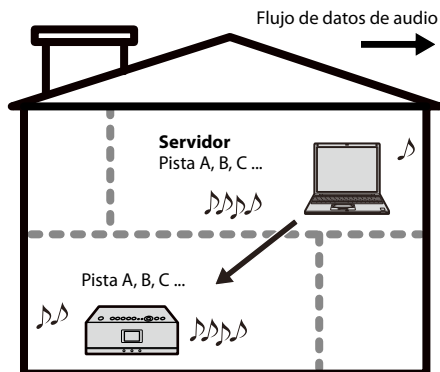 Flujo de datos de audio
Servidor
Pista A, B, C ...
Pista A, B, C ...